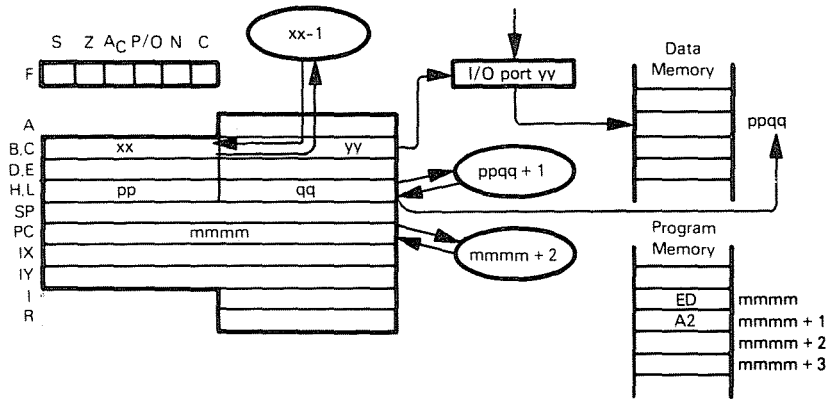 S Z AC P/O N C
F
xx-1
I/O port yy
Data
Memory
ppqq
A
B,C xx yy
D,E
H,L pp qq
ppqq + 1
SP
PC mmmm
IX
IY
I
R
mmmm + 2
Program
Memory
ED mmmm
A2 mmmm + 1
mmmm + 2
mmmm + 3